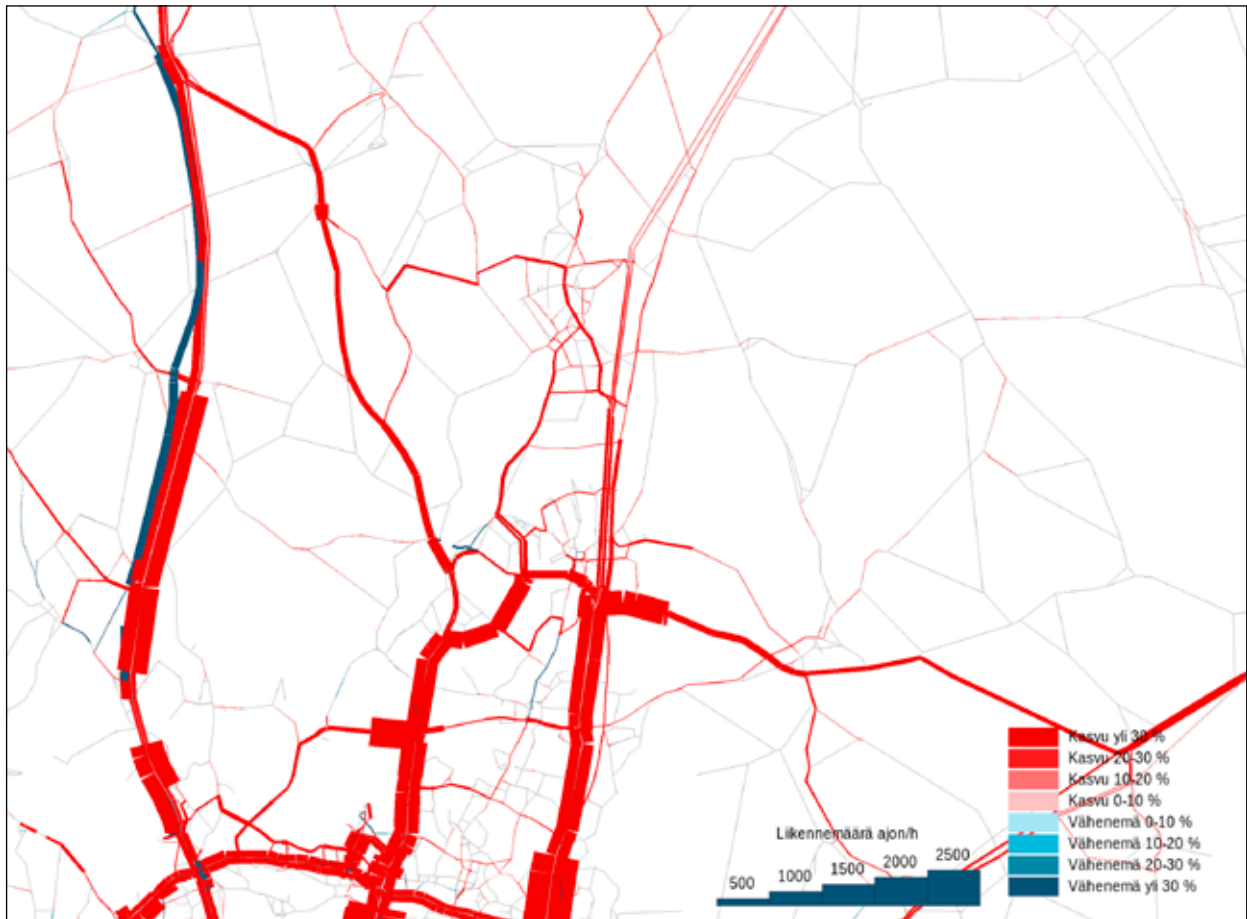 Kasvu yli 30 %
Kasvu 20-30 %
Kasvu 10-20 %
Kasvu 0-10 %
Vähenemä 0-10 %
Vähenemä 10-20 %
Vähenemä 20-30 %
Vähenemä yli 30 %
Liikennemäärä ajon/h
500 1000 1500 2000 2500